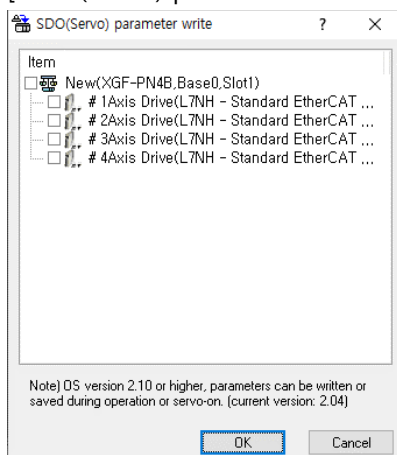 SDO(Servo) parameter write
?
Item
New(XGF-PN4B,Base0,Slot1)
# 1Axis Drive(L7NH - Standard EtherCAT ...
# 2Axis Drive(L7NH - Standard EtherCAT ...
# 3Axis Drive(L7NH - Standard EtherCAT ...
# 4Axis Drive(L7NH - Standard EtherCAT ...
Note) OS version 2.10 or higher, parameters can be written or
saved during operation or servo-on. (current version: 2.04)
OK
Cancel